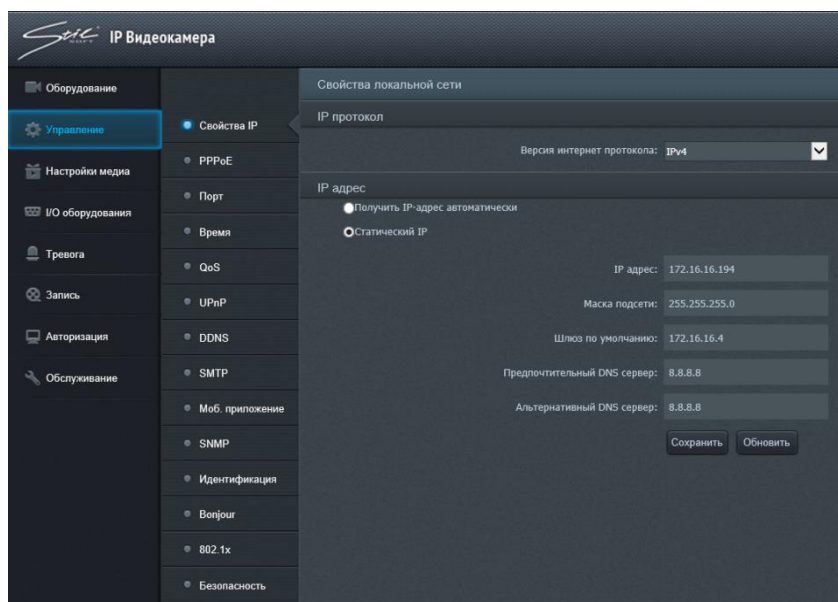 Stil SOFT IP Видеокамера
Оборудование
Управление
Настройки медиа
I/O оборудования
Тревога
Запись
Авторизация
Обслуживание
Свойства IP
PPPoE
Порт
Время
QoS
UPnP
DDNS
SMTP
Моб. приложение
SNMP
Идентификация
Bonjour
802.1x
Безопасность
Свойства локальной сети
IP протокол
Версия интернет протокола: IPv4
IP адрес
Получить IP-адрес автоматически
Статический IP
IP адрес: 172.16.16.194
Маска подсети: 255.255.255.0
Шлюз по умолчанию: 172.16.16.4
Предпочтительный DNS сервер: 8.8.8.8
Альтернативный DNS сервер: 8.8.8.8
Сохранить Обновить